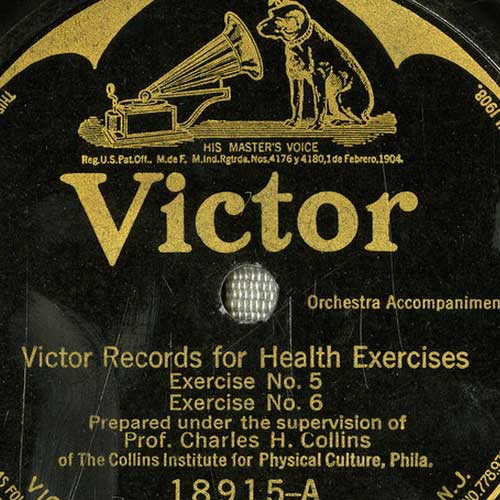 HIS MASTER'S VOICE
Reg.U.S.Pat.Off., M.de F. M.Ind.Rgtrda.Nos.4176 y 4180,1 de Febrero,1904.
Victor
Orchestra Accompanimen
Victor Records for Health Exercises
Exercise No. 5
Exercise No. 6
Prepared under the supervision of
Prof. Charles H. Collins
of The Collins Institute for Physical Culture, Phila.
18915-A